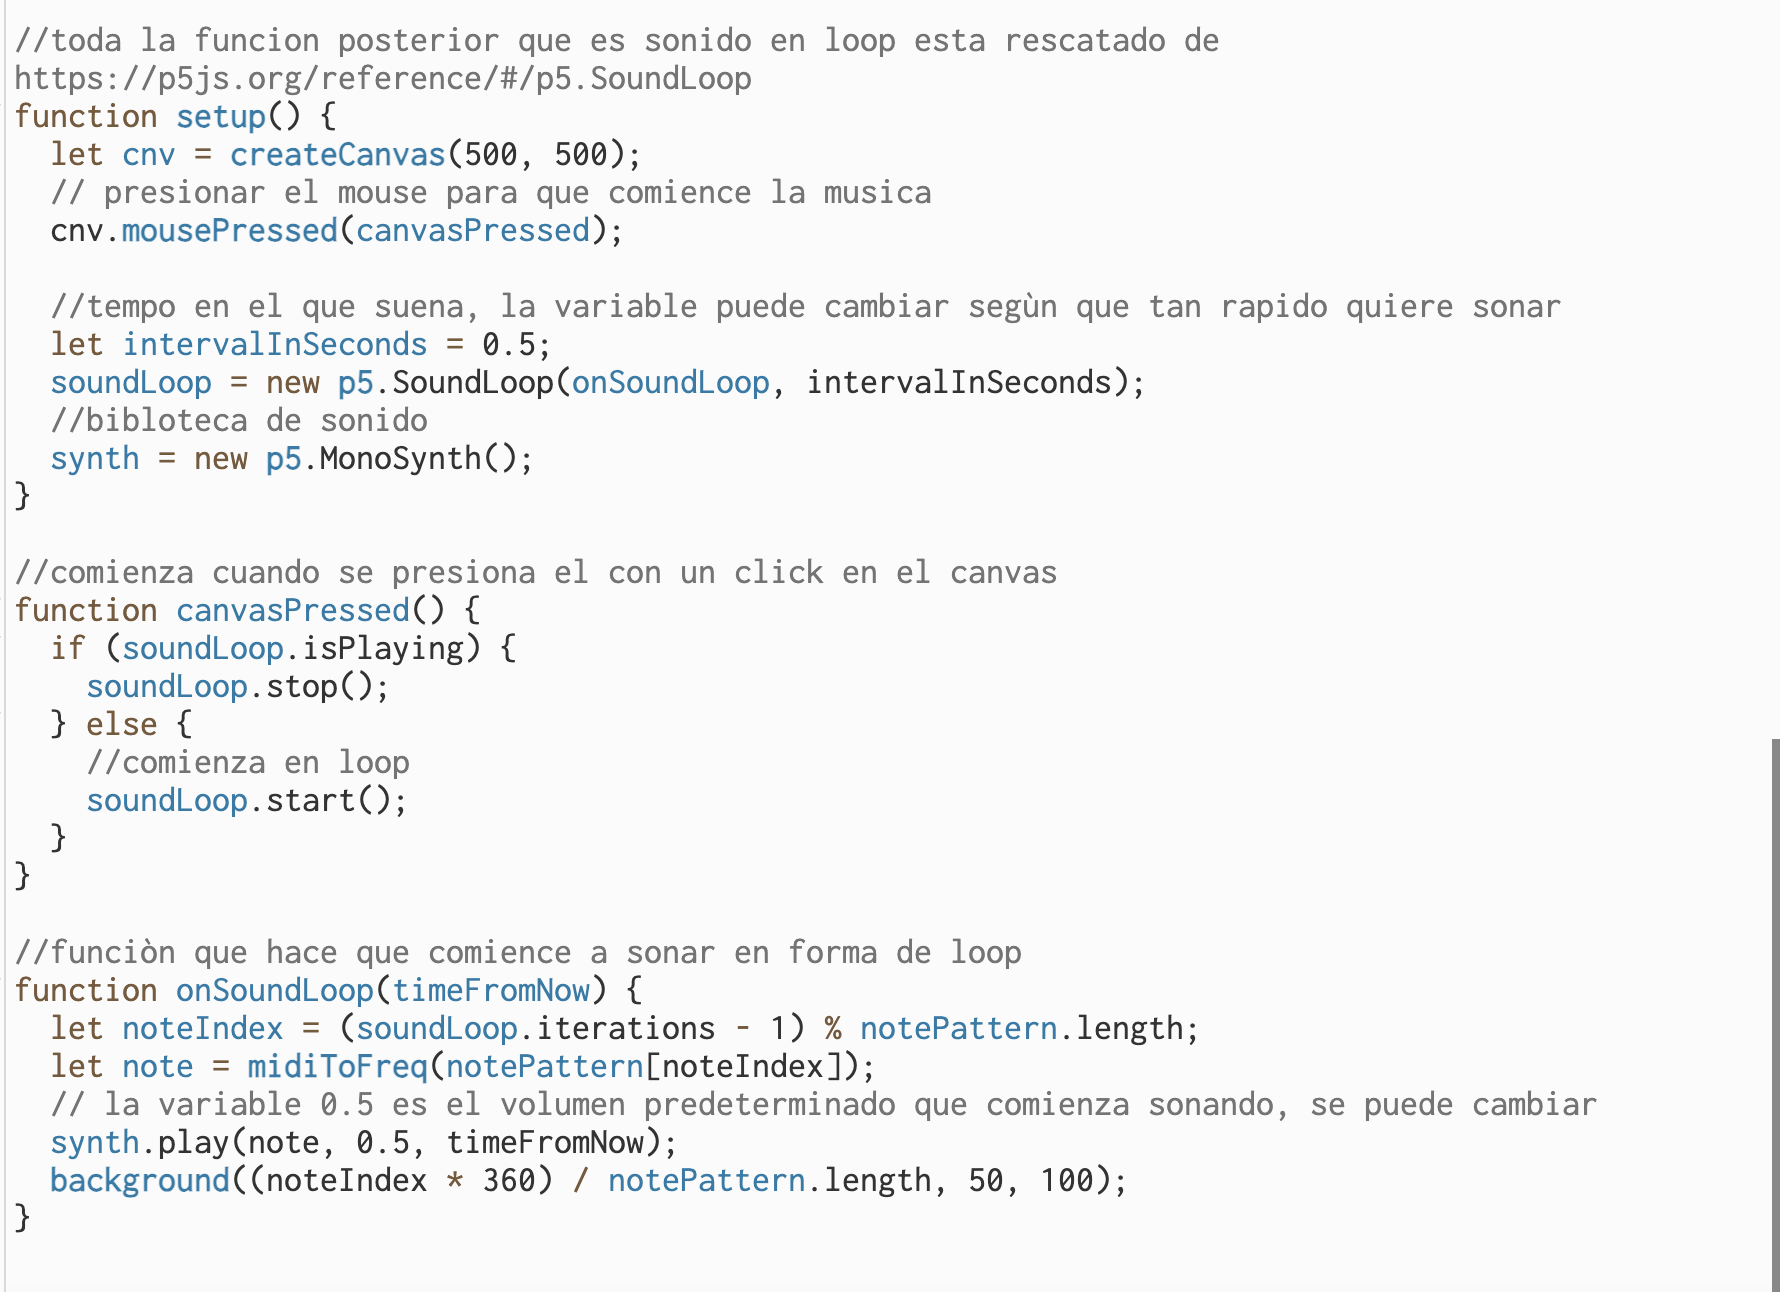 //toda la funcion posterior que es sonido en loop esta rescatado de
https://p5js.org/reference/#/p5.SoundLoop
function setup() {
  let cnv = createCanvas(500, 500);
  // presionar el mouse para que comience la musica
  cnv.mousePressed(canvasPressed);

  //tempo en el que suena, la variable puede cambiar segùn que tan rapido quiere sonar
  let intervalInSeconds = 0.5;
  soundLoop = new p5.SoundLoop(onSoundLoop, intervalInSeconds);
  //bibloteca de sonido
  synth = new p5.MonoSynth();
}

//comienza cuando se presiona el con un click en el canvas
function canvasPressed() {
  if (soundLoop.isPlaying) {
    soundLoop.stop();
  } else {
    //comienza en loop
    soundLoop.start();
  }
}

//funciòn que hace que comience a sonar en forma de loop
function onSoundLoop(timeFromNow) {
  let noteIndex = (soundLoop.iterations - 1) % notePattern.length;
  let note = midiToFreq(notePattern[noteIndex]);
  // la variable 0.5 es el volumen predeterminado que comienza sonando, se puede cambiar
  synth.play(note, 0.5, timeFromNow);
  background((noteIndex * 360) / notePattern.length, 50, 100);
}